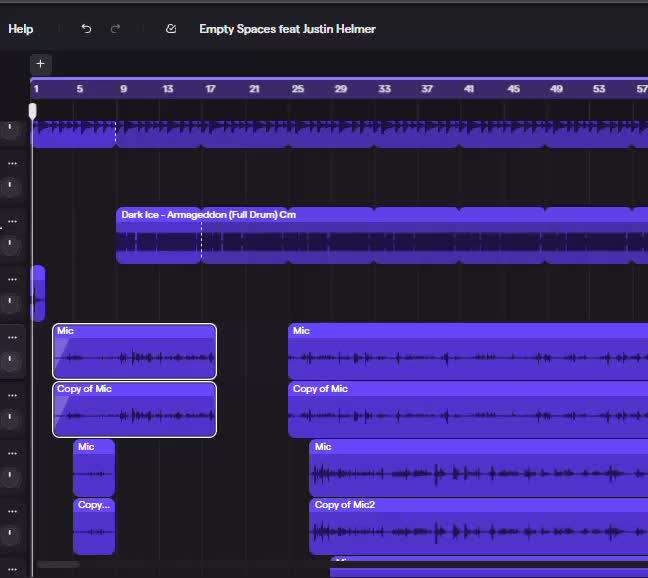 Help
Empty Spaces feat Justin Helmer
+
1 5 9 13 17 21 25 29 33 37 41 45 49 53 57
Dark Ice - Armageddon (Full Drum) Cm
Mic
Mic
Copy of Mic
Copy of Mic
Mic
Mic
Copy...
Copy of Mic2